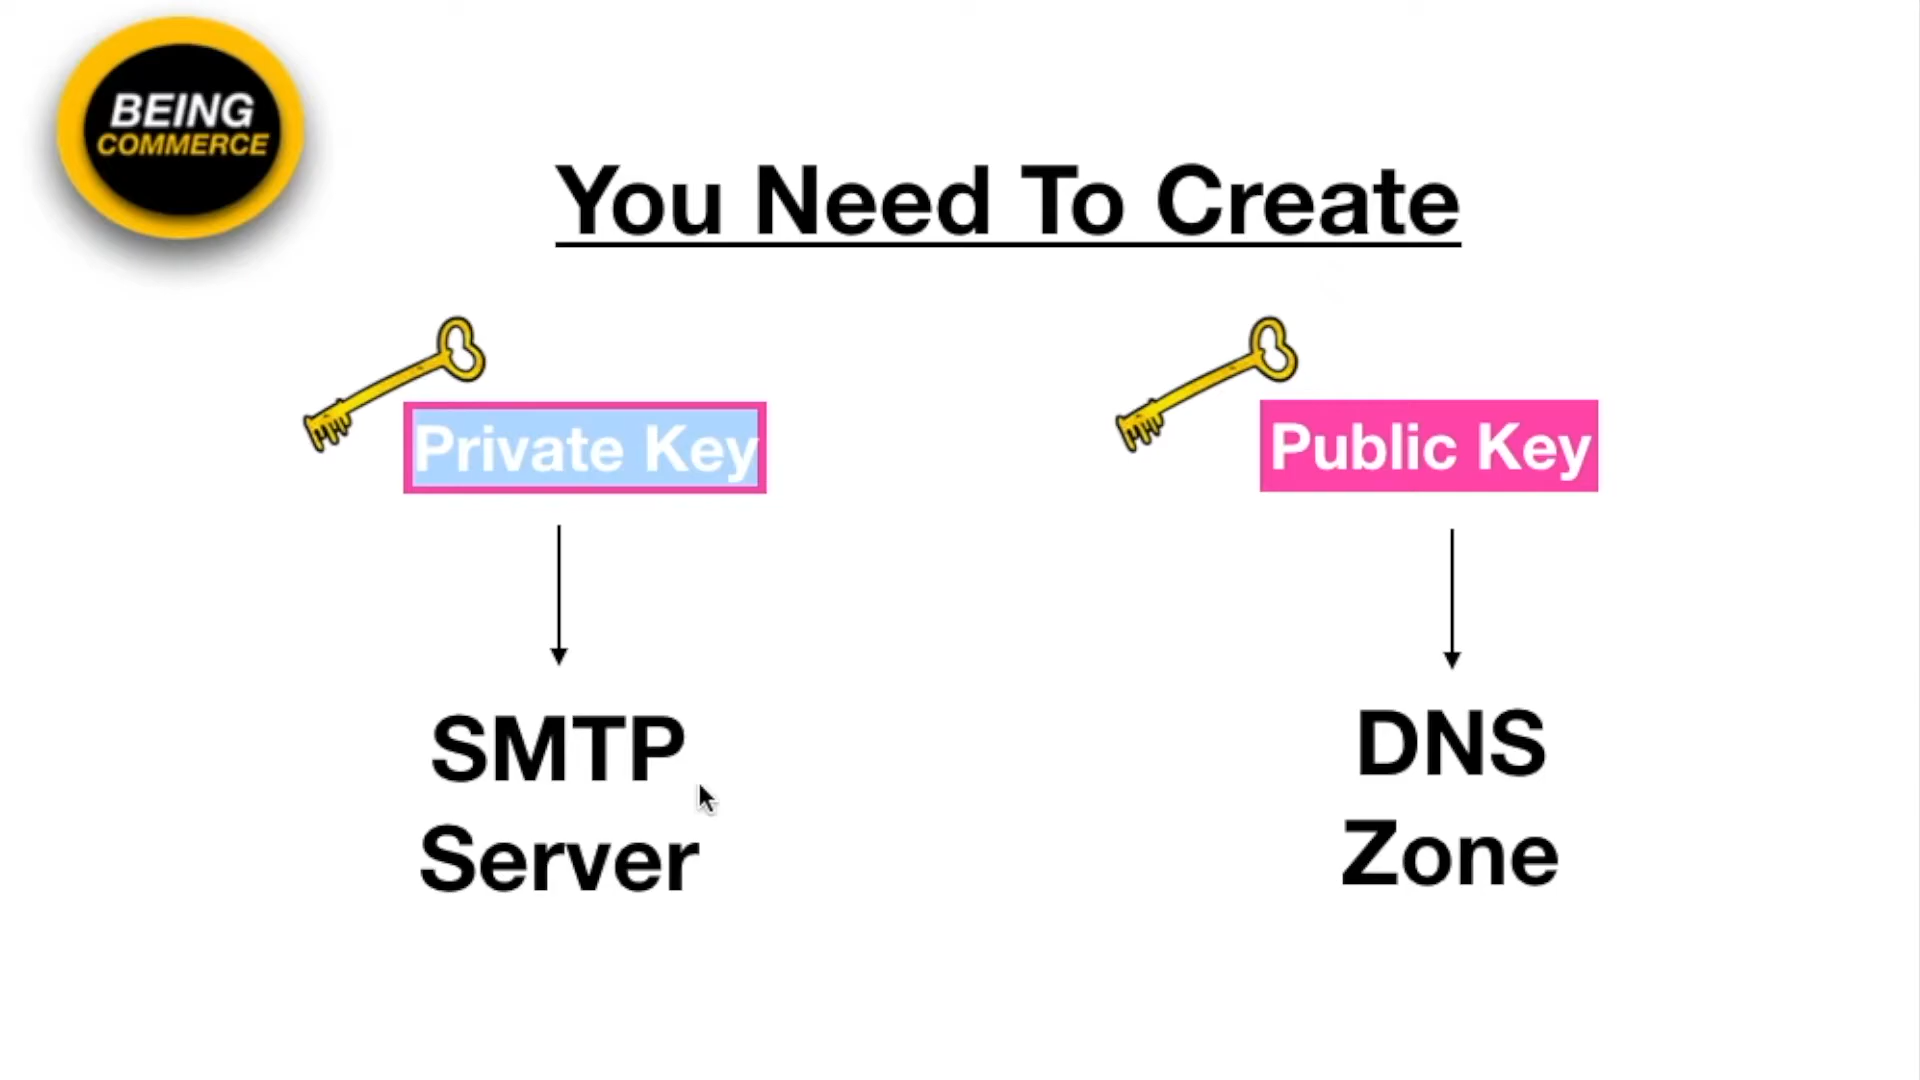 BEING
COMMERCE
You Need To Create
Private Key
Public Key
SMTP
Server
DNS
Zone